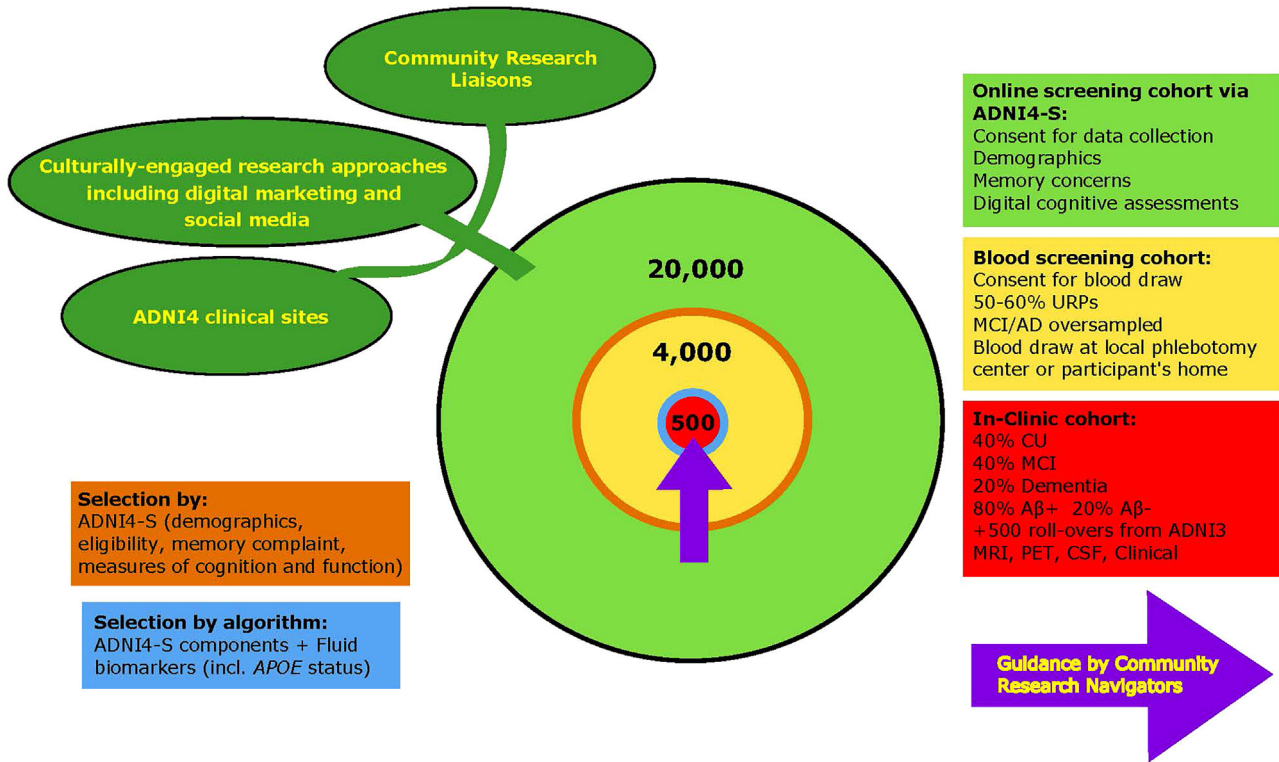 Community Research
Liaisons
Culturally-engaged research approaches
including digital marketing and
social media
ADNI4 clinical sites
20,000
4,000
500
Selection by:
ADNI4-S (demographics,
eligibility, memory complaint,
measures of cognition and function)
Selection by algorithm:
ADNI4-S components + Fluid
biomarkers (incl. APOE status)
Online screening cohort via
ADNI4-S:
Consent for data collection
Demographics
Memory concerns
Digital cognitive assessments
Blood screening cohort:
Consent for blood draw
50-60% URPs
MCI/AD oversampled
Blood draw at local phlebotomy
center or participant's home
In-Clinic cohort:
40% CU
40% MCI
20% Dementia
80% Aβ+ 20% Aβ-
+500 roll-overs from ADNI3
MRI, PET, CSF, Clinical
Guidance by Community
Research Navigators